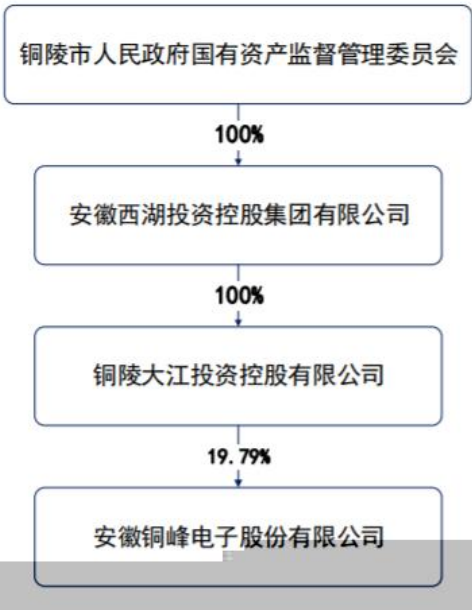 铜陵市人民政府国有资产监督管理委员会
100%
安徽西湖投资控股集团有限公司
100%
铜陵大江投资控股有限公司
19.79%
安徽铜峰电子股份有限公司